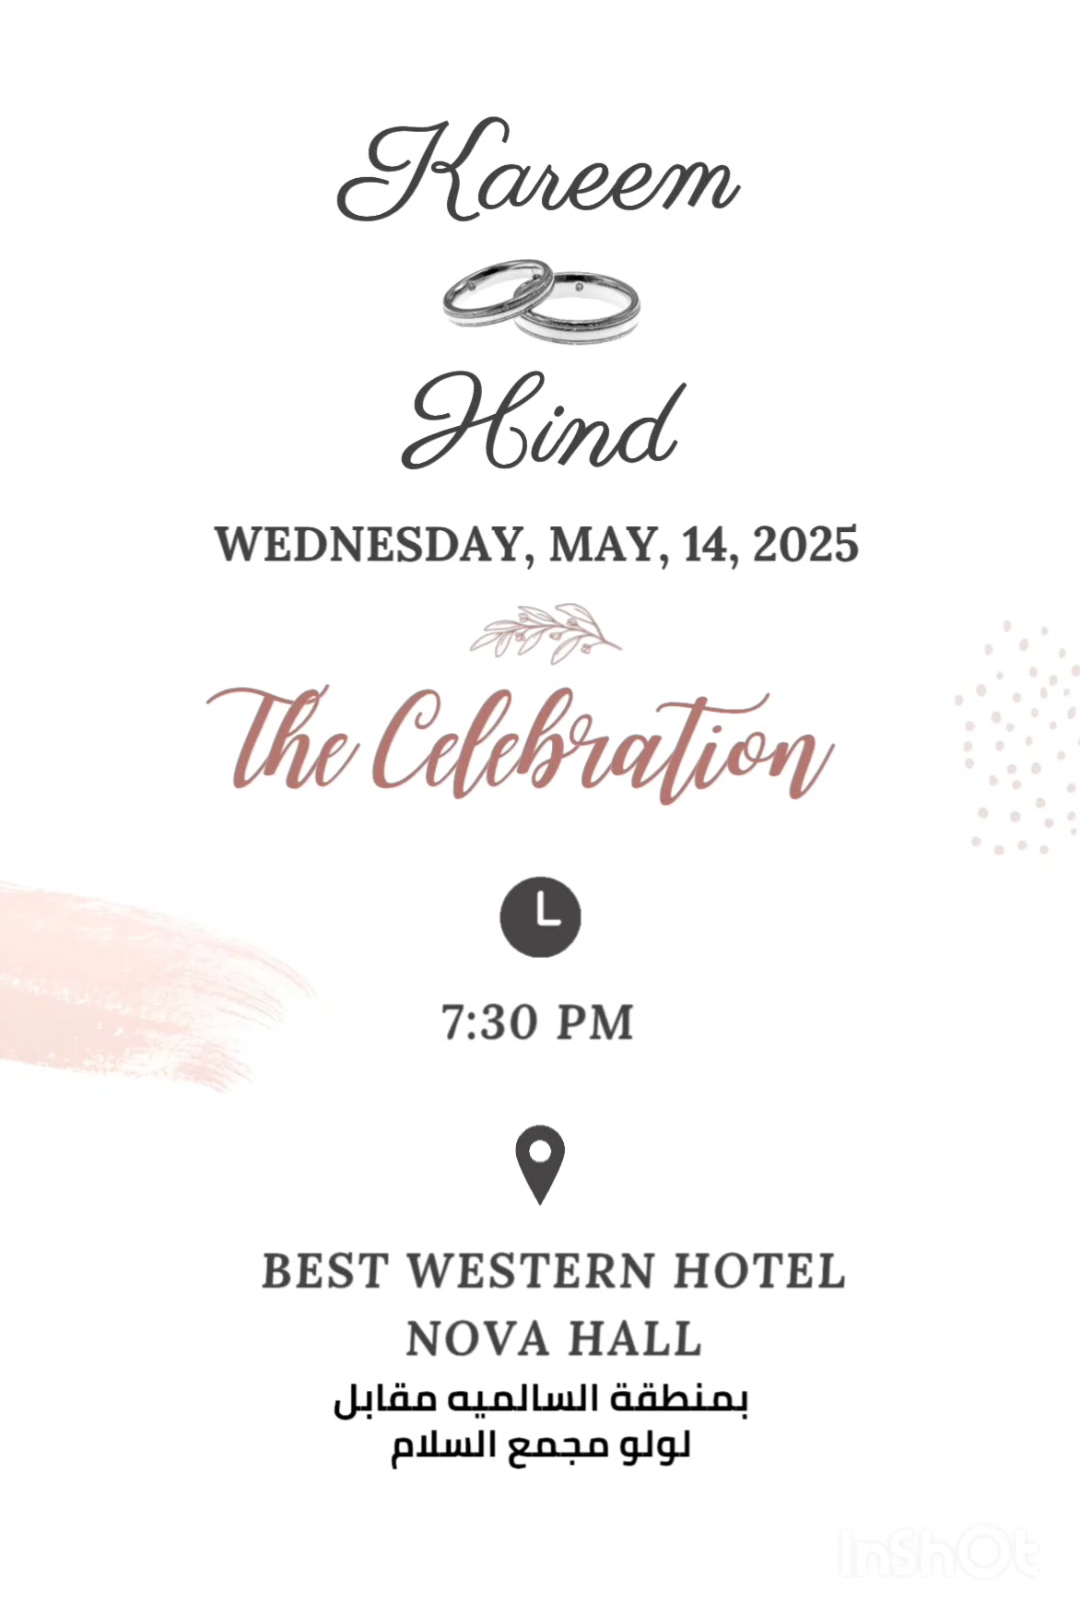 Kareem
Hind
WEDNESDAY, MAY, 14, 2025
The Celebration
7:30 PM
BEST WESTERN HOTEL
NOVA HALL
بمنطقة السالميه مقابل
لولو مجمع السلام
InShOt